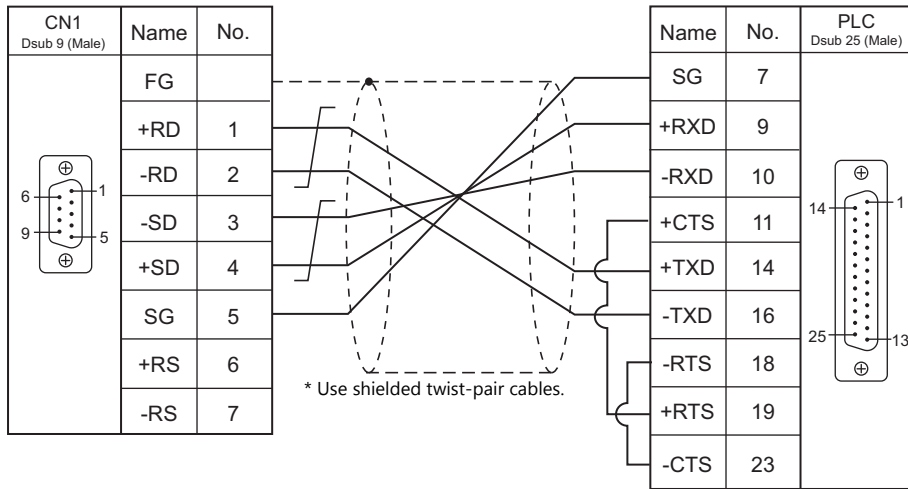 CN1
Dsub 9 (Male)
Name
No.
FG
+RD
1
-RD
2
-SD
3
+SD
4
SG
5
+RS
6
-RS
7
6
1
9
5
* Use shielded twist-pair cables.
Name
No.
PLC
Dsub 25 (Male)
SG
7
+RXD
9
-RXD
10
+CTS
11
+TXD
14
-TXD
16
-RTS
18
+RTS
19
-CTS
23
14
1
25
13